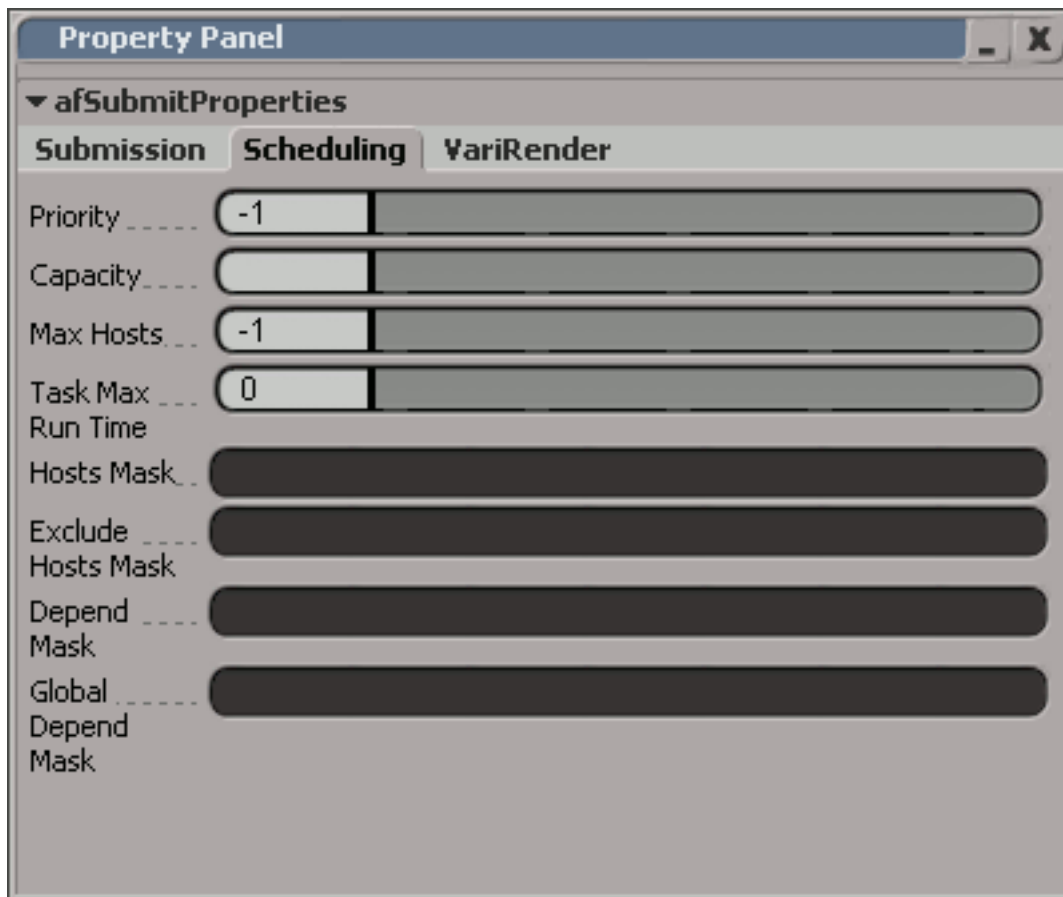 Property Panel
_ X
afSubmitProperties
Submission Scheduling VariRender
Priority -1
Capacity
Max Hosts -1
Task Max 0
Run Time
Hosts Mask
Exclude
Hosts Mask
Depend
Mask
Global
Depend
Mask